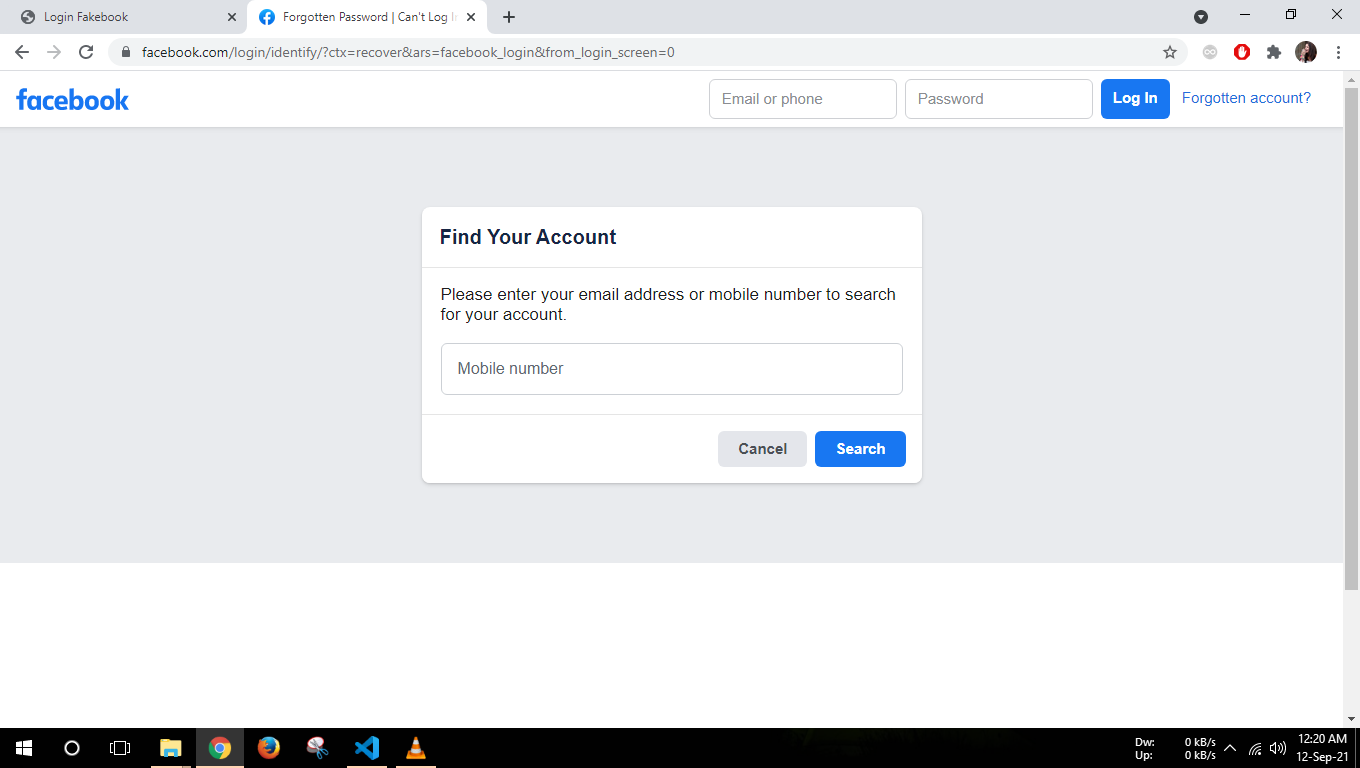 Login Fakebook
Forgotten Password | Can't Log In
facebook.com/login/identify/?ctx=recover&ars=facebook_login&from_login_screen=0
facebook
Email or phone
Password
Log In
Forgotten account?
Find Your Account
Please enter your email address or mobile number to search
for your account.
Mobile number
Cancel
Search
Dw: 0 kB/s
Up: 0 kB/s
12:20 AM
12-Sep-21